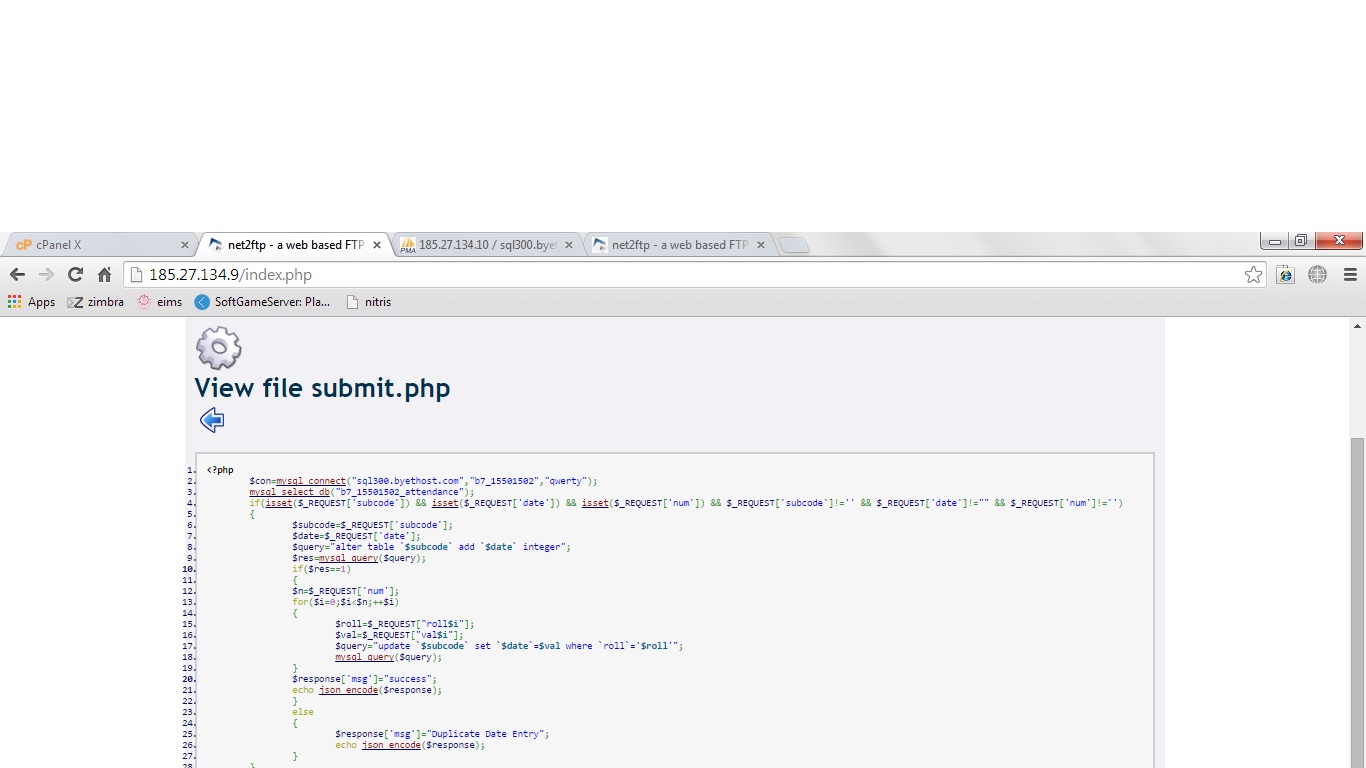 cPanel X
net2ftp - a web based FTP
185.27.134.10 / sql300.bye
net2ftp - a web based FTP
185.27.134.9/index.php
Apps
zimbra
eims
SoftGameServer: Pla...
nitris
View file submit.php
1. <?php
2. $con=mysql_connect("sql300.byethost.com","b7_15501502","qwerty");
3. mysql_select_db("b7_15501502_attendance");
4. if(isset($_REQUEST['subcode']) && isset($_REQUEST['date']) && isset($_REQUEST['num']) && $_REQUEST['subcode']!='' && $_REQUEST['date']!="" && $_REQUEST['num']!='')
5. {
6. $subcode=$_REQUEST['subcode'];
7. $date=$_REQUEST['date'];
8. $query="alter table `$subcode` add `$date` integer";
9. $res=mysql_query($query);
10. if($res==1)
11. {
12. $n=$_REQUEST['num'];
13. for($i=0;$i<$n;++$i)
14. {
15. $roll=$_REQUEST["roll$i"];
16. $val=$_REQUEST["val$i"];
17. $query="update `$subcode` set `$date`=$val where `roll`='$roll'";
18. mysql_query($query);
19. }
20. $response['msg']="success";
21. echo json_encode($response);
22. }
23. else
24. {
25. $response['msg']="Duplicate Date Entry";
26. echo json_encode($response);
27. }
28. }